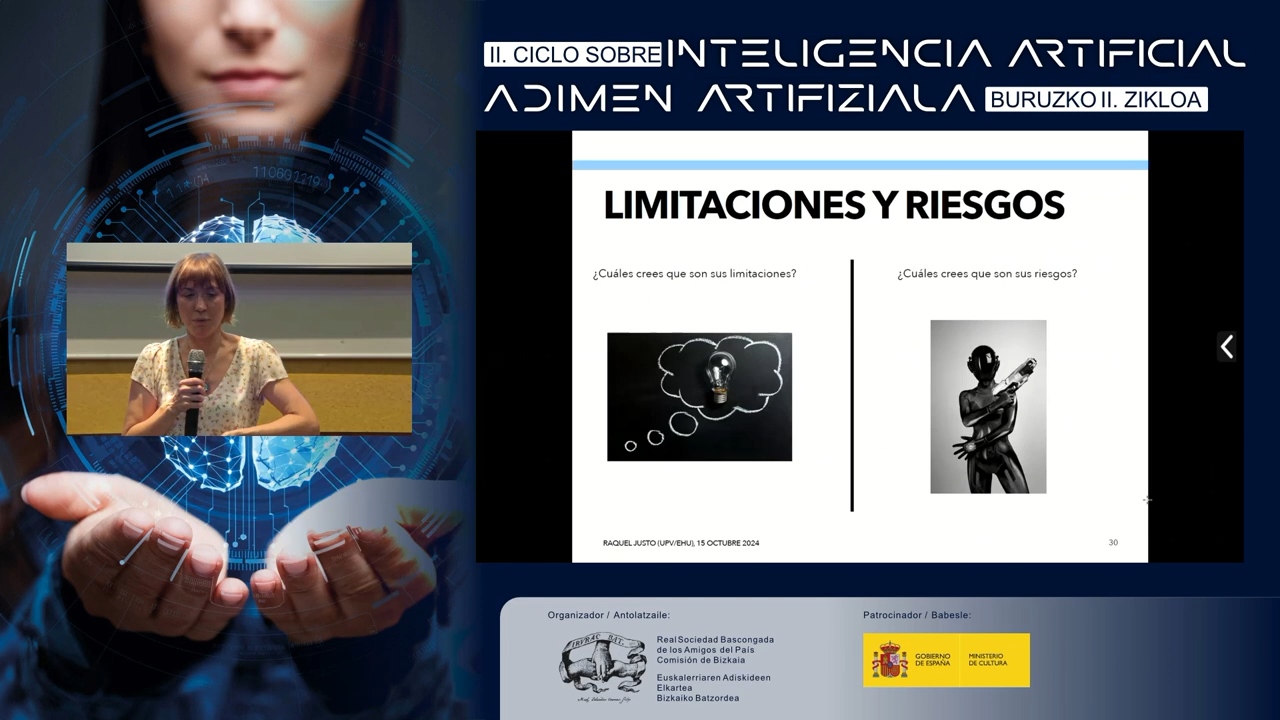 II. CICLO SOBRE INTELIGENCIA ARTIFICIAL
ADIMEN ARTIFIZIALA BURUZKO II. ZIKLOA
LIMITACIONES Y RIESGOS
¿Cuáles crees que son sus limitaciones?
¿Cuáles crees que son sus riesgos?
RAQUEL JUSTO (UPV/EHU), 15 OCTUBRE 2024
30
Organizador / Antolatzaile:
IRURAC BAT
Real Sociedad Bascongada
de los Amigos del País
Comisión de Bizkaia
Euskalerriaren Adiskideen
Elkartea
Bizkaiko Batzordea
Patrocinador / Babesle:
GOBIERNO
DE ESPAÑA
MINISTERIO
DE CULTURA